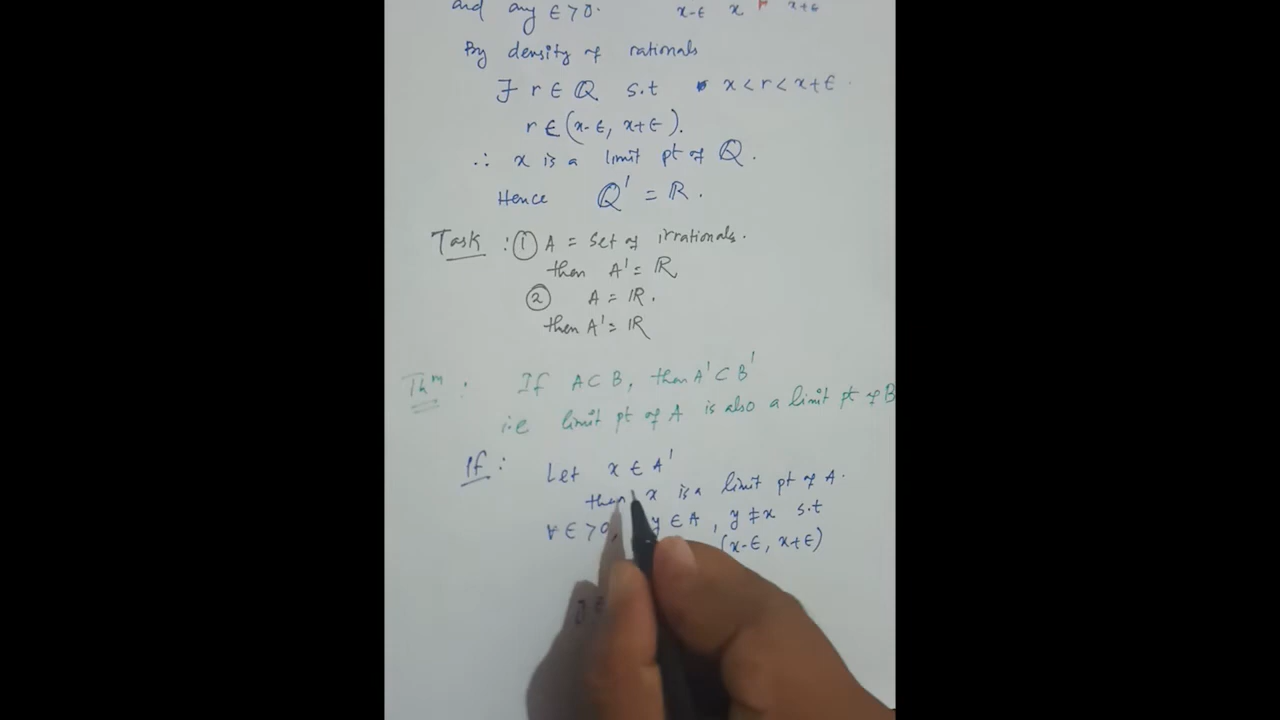 and any ε > 0. x-ε x r x+ε
By density of rationals
∃ r ∈ ℚ s.t x < r < x+ε.
r ∈ (x-ε, x+ε).
∴ x is a limit pt of ℚ.
Hence ℚ' = ℝ.
Task : ① A = Set of irrationals.
then A' = ℝ
② A = ℝ.
then A' = ℝ
Thm : If A ⊂ B, then A' ⊂ B'
i.e limit pt of A is also a limit pt of B
If : Let x ∈ A'
then x is a limit pt of A.
∀ ε > 0 y ∈ A, y ≠ x s.t
(x-ε, x+ε)